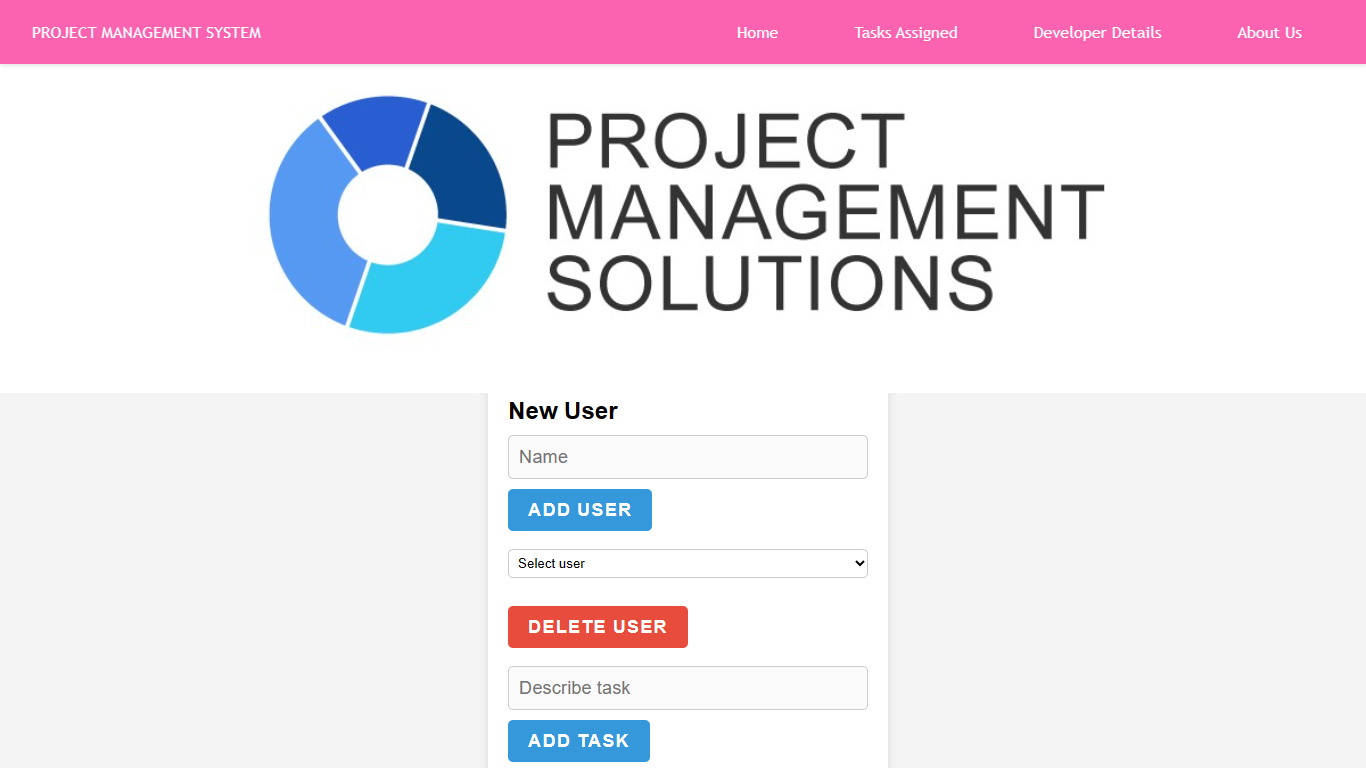 PROJECT MANAGEMENT SYSTEM
Home
Tasks Assigned
Developer Details
About Us
PROJECT
MANAGEMENT
SOLUTIONS
New User
Name
ADD USER
Select user
DELETE USER
Describe task
ADD TASK